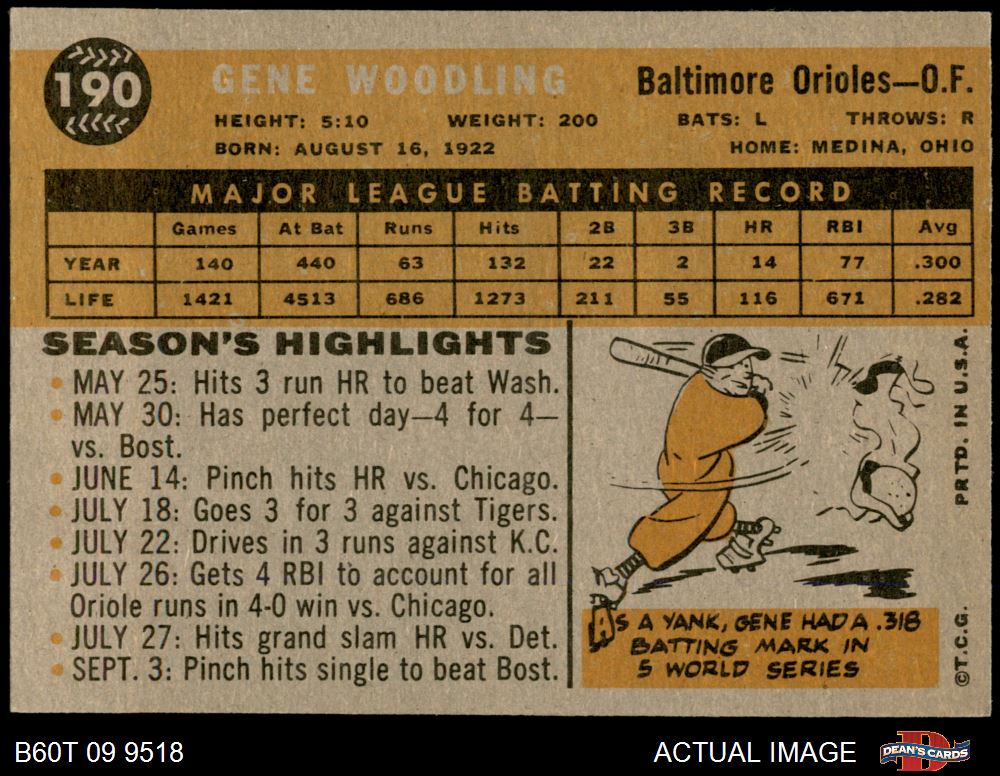 190
GENE WOODLING
Baltimore Orioles—O.F.
HEIGHT: 5:10 WEIGHT: 200 BATS: L THROWS: R
BORN: AUGUST 16, 1922 HOME: MEDINA, OHIO
MAJOR LEAGUE BATTING RECORD
Games At Bat Runs Hits 2B 3B HR RBI Avg
YEAR 140 440 63 132 22 2 14 77 .300
LIFE 1421 4513 686 1273 211 55 116 671 .282
SEASON'S HIGHLIGHTS
• MAY 25: Hits 3 run HR to beat Wash.
• MAY 30: Has perfect day—4 for 4—
vs. Bost.
• JUNE 14: Pinch hits HR vs. Chicago.
• JULY 18: Goes 3 for 3 against Tigers.
• JULY 22: Drives in 3 runs against K.C.
• JULY 26: Gets 4 RBI to account for all
Oriole runs in 4-0 win vs. Chicago.
• JULY 27: Hits grand slam HR vs. Det.
• SEPT. 3: Pinch hits single to beat Bost.
AS A YANK, GENE HAD A .318
BATTING MARK IN
5 WORLD SERIES
©T.C.G. PRTD. IN U.S.A.
B60T 09 9518
ACTUAL IMAGE
DEAN'S CARDS